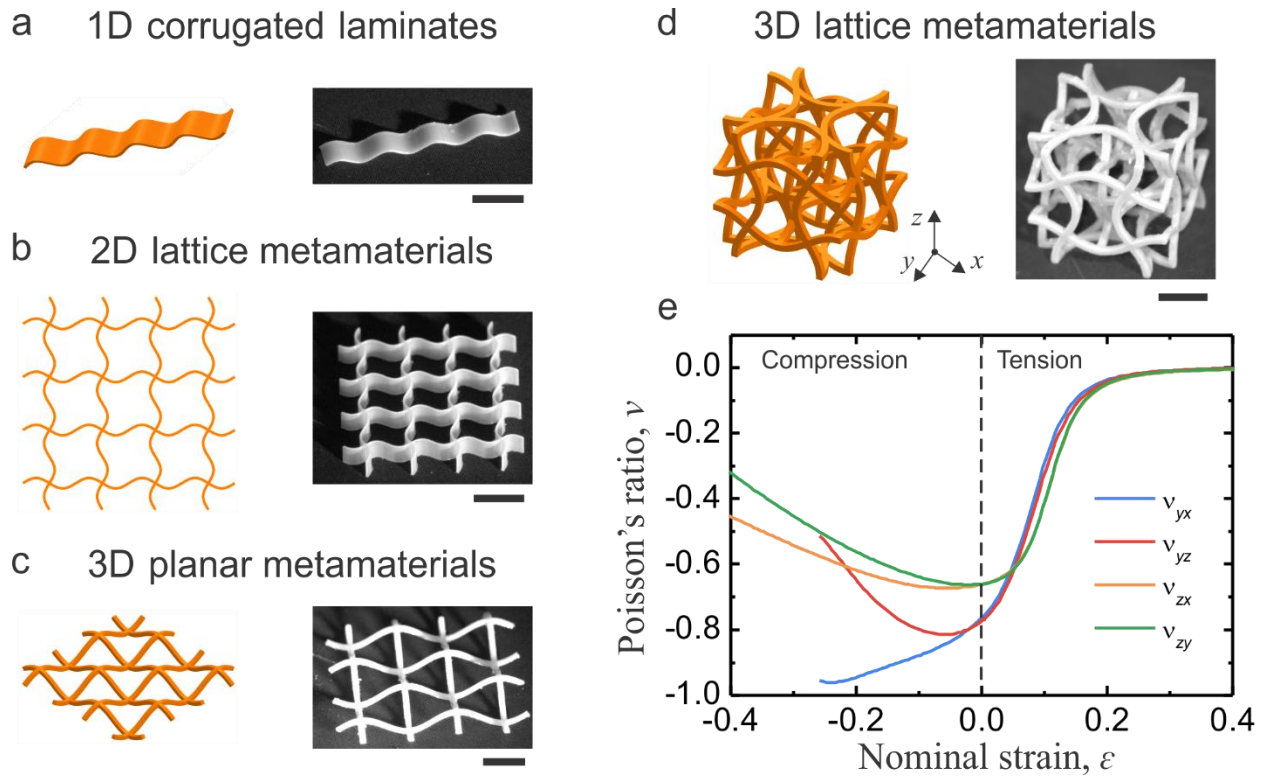 a 1D corrugated laminates
b 2D lattice metamaterials
c 3D planar metamaterials
d 3D lattice metamaterials
z
y
x
e
Compression
Tension
0.0
-0.2
-0.4
-0.6
-0.8
-1.0
Poisson's ratio, ν
ν_yx
ν_yz
ν_zx
ν_zy
-0.4
-0.2
0.0
0.2
0.4
Nominal strain, ε